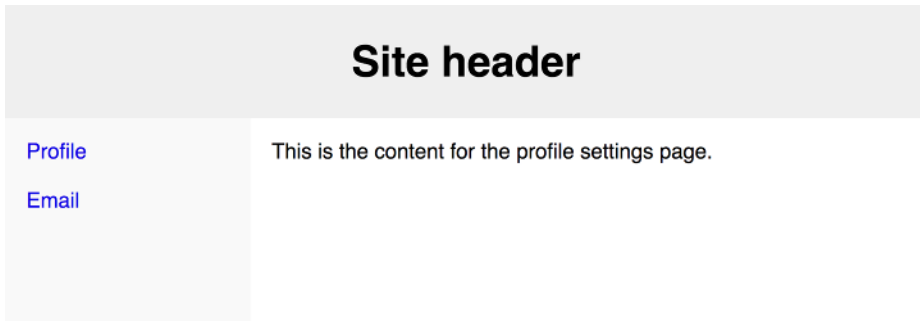 Site header
Profile
Email
This is the content for the profile settings page.